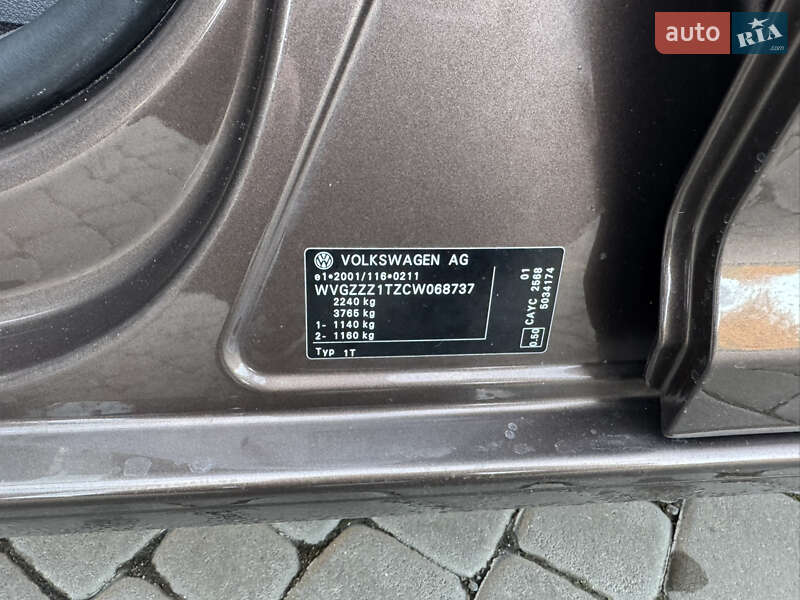 auto RIA
.com
VOLKSWAGEN AG
e1*2001/116*0211
WVGZZZ1TZCW068737
2240 kg
3765 kg
1- 1140 kg
2- 1160 kg
Typ 1T
01
CAYC 2568
5034174
0.50